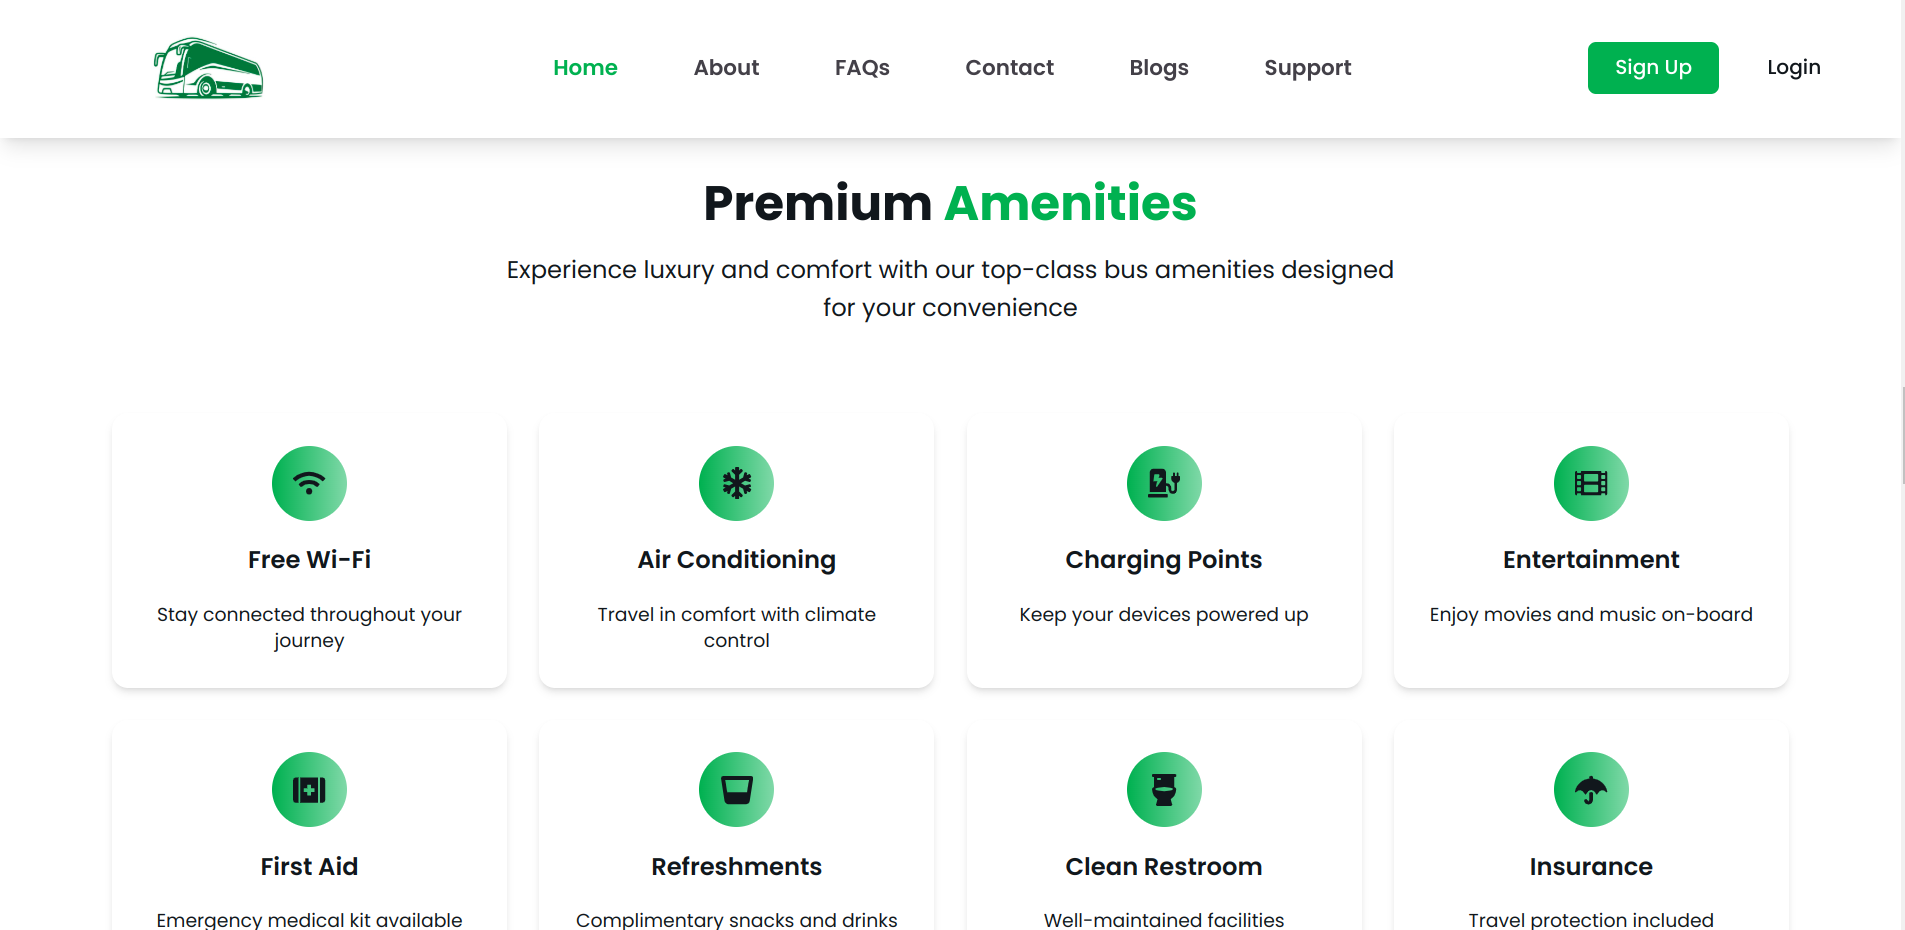 Home
About
FAQs
Contact
Blogs
Support
Sign Up
Login
Premium Amenities
Experience luxury and comfort with our top-class bus amenities designed
for your convenience
Free Wi-Fi
Stay connected throughout your
journey
Air Conditioning
Travel in comfort with climate
control
Charging Points
Keep your devices powered up
Entertainment
Enjoy movies and music on-board
First Aid
Emergency medical kit available
Refreshments
Complimentary snacks and drinks
Clean Restroom
Well-maintained facilities
Insurance
Travel protection included